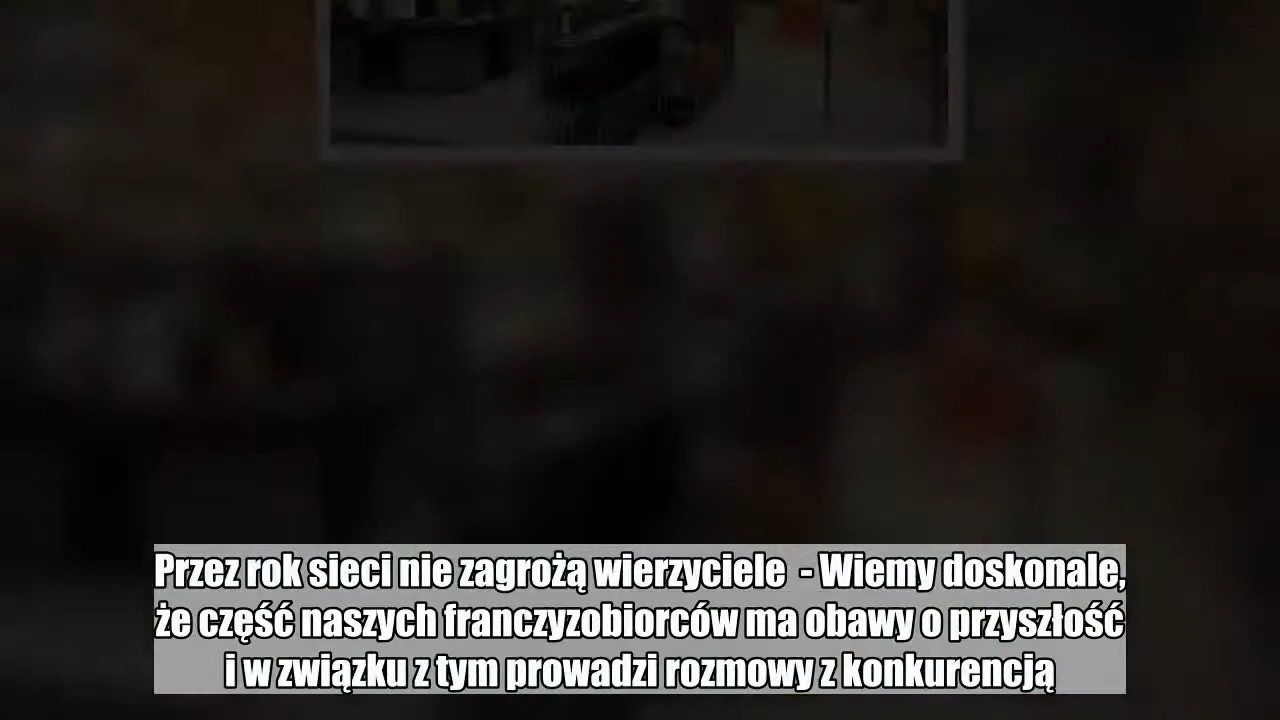 Przez rok sieci nie zagrożą wierzyciele - Wiemy doskonale,
że część naszych franczyzobiorców ma obawy o przyszłość
i w związku z tym prowadzi rozmowy z konkurencją